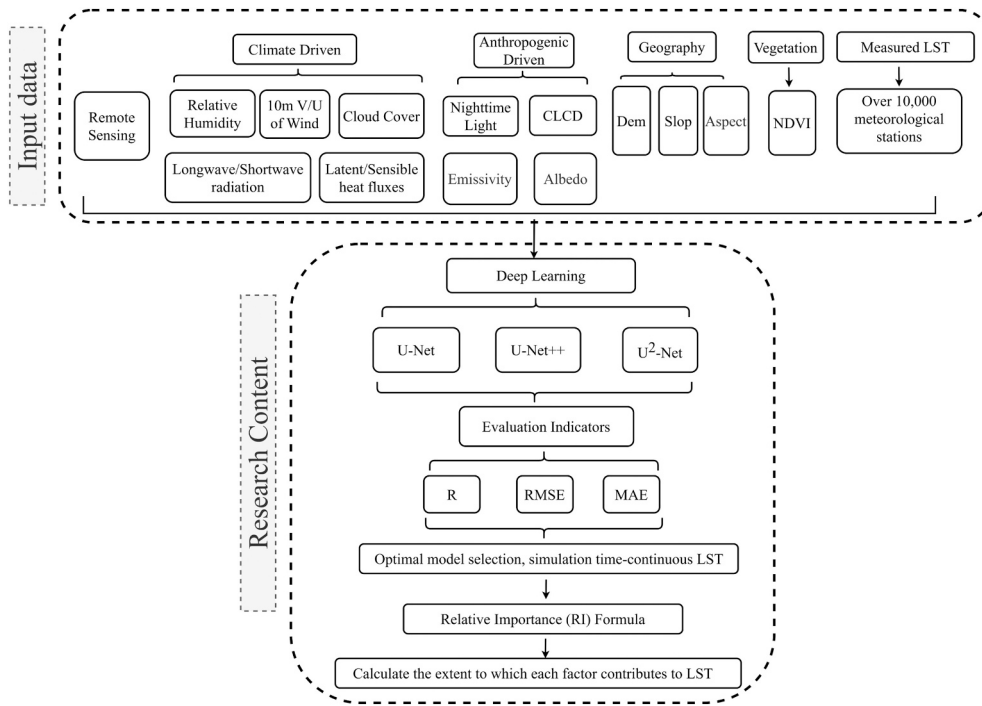 Input data
Remote
Sensing
Climate Driven
Relative
Humidity
10m V/U
of Wind
Cloud Cover
Longwave/Shortwave
radiation
Latent/Sensible
heat fluxes
Anthropogenic
Driven
Nighttime
Light
CLCD
Emissivity
Albedo
Geography
Dem
Slop
Aspect
Vegetation
NDVI
Measured LST
Over 10,000
meteorological
stations
Research Content
Deep Learning
U-Net
U-Net++
U²-Net
Evaluation Indicators
R
RMSE
MAE
Optimal model selection, simulation time-continuous LST
Relative Importance (RI) Formula
Calculate the extent to which each factor contributes to LST